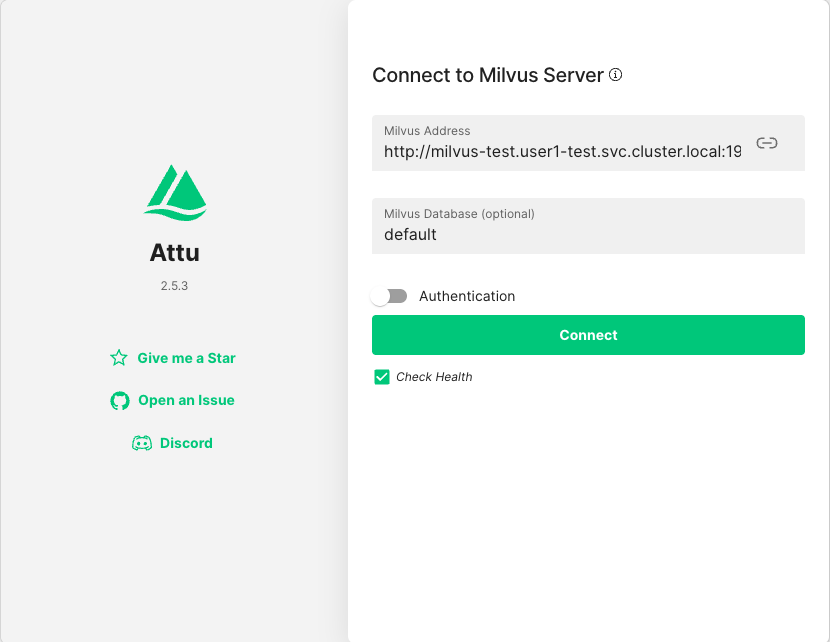 Attu
2.5.3
Give me a Star
Open an Issue
Discord
Connect to Milvus Server
Milvus Address
http://milvus-test.user1-test.svc.cluster.local:19
Milvus Database (optional)
default
Authentication
Connect
Check Health